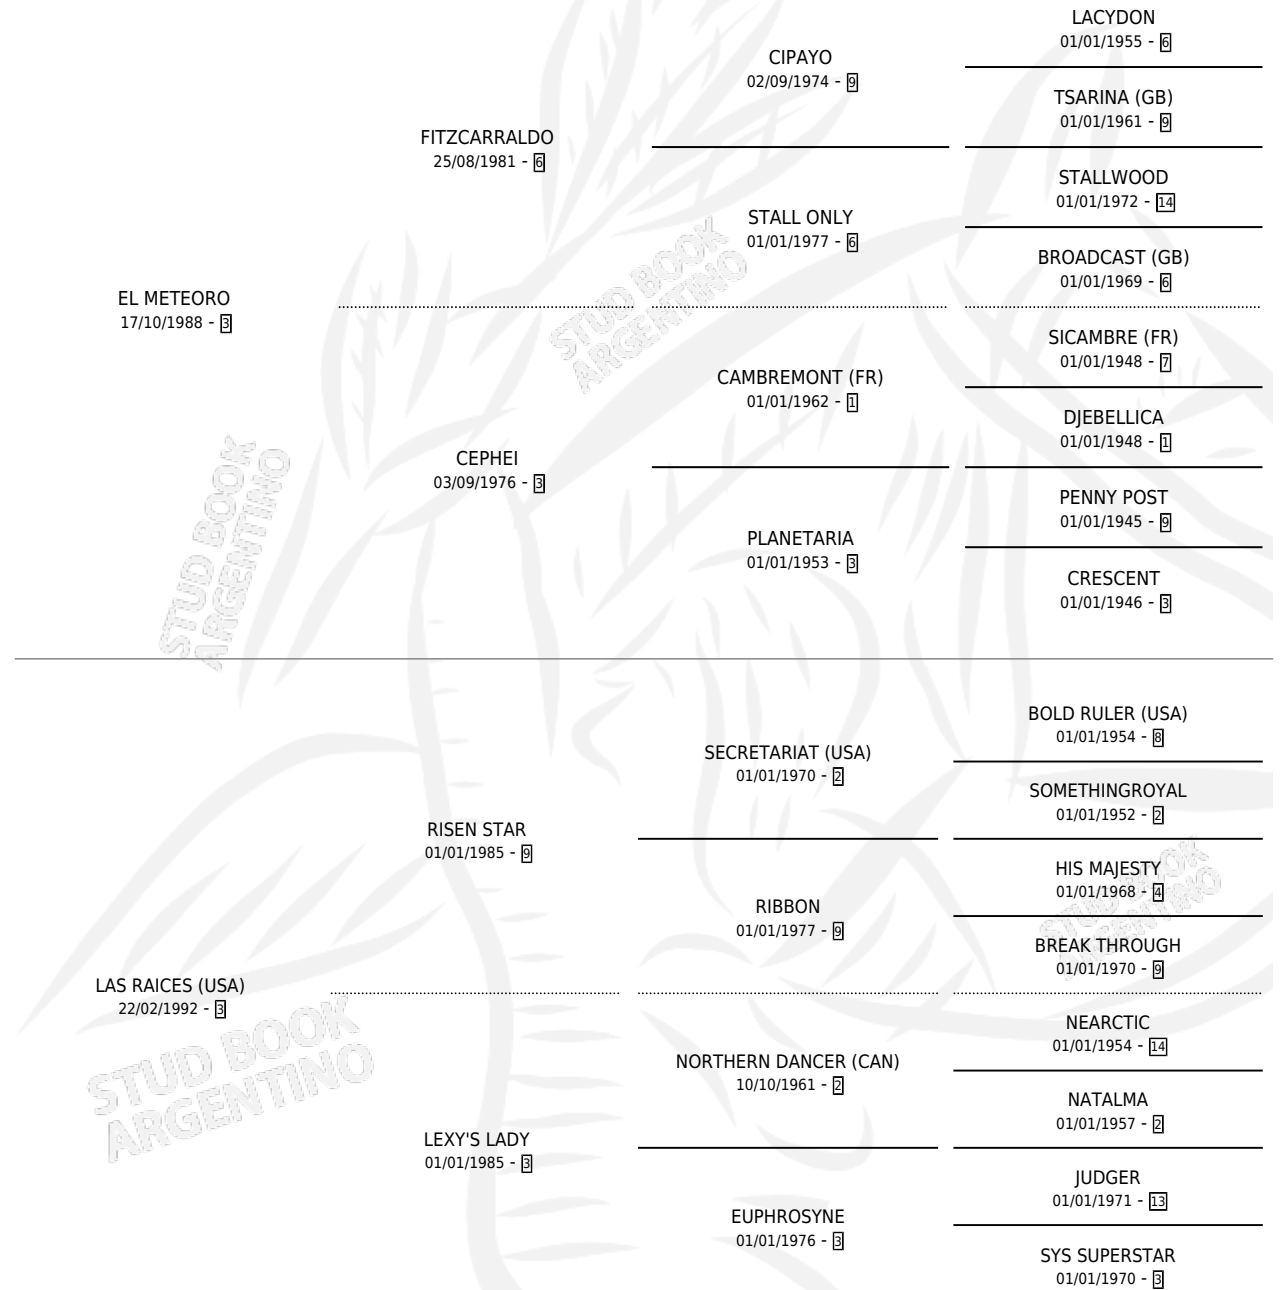 LACYDON
01/01/1955 - 6
CIPAYO
02/09/1974 - 9
TSARINA (GB)
01/01/1961 - 9
FITZCARRALDO
25/08/1981 - 6
STALLWOOD
01/01/1972 - 14
STALL ONLY
01/01/1977 - 6
BROADCAST (GB)
01/01/1969 - 6
EL METEORO
17/10/1988 - 3
SICAMBRE (FR)
01/01/1948 - 7
CAMBREMONT (FR)
01/01/1962 - 1
DJEBELLICA
01/01/1948 - 1
CEPHEI
03/09/1976 - 3
PENNY POST
01/01/1945 - 9
PLANETARIA
01/01/1953 - 3
CRESCENT
01/01/1946 - 3
STUD BOOK
ARGENTINO
STUD BOOK
ARGENTINO
BOLD RULER (USA)
01/01/1954 - 8
SECRETARIAT (USA)
01/01/1970 - 2
SOMETHINGROYAL
01/01/1952 - 2
RISEN STAR
01/01/1985 - 9
HIS MAJESTY
01/01/1968 - 4
RIBBON
01/01/1977 - 9
BREAK THROUGH
01/01/1970 - 9
LAS RAICES (USA)
22/02/1992 - 3
NEARCTIC
01/01/1954 - 14
NORTHERN DANCER (CAN)
10/10/1961 - 2
NATALMA
01/01/1957 - 2
LEXY'S LADY
01/01/1985 - 3
JUDGER
01/01/1971 - 13
EUPHROSYNE
01/01/1976 - 3
SYS SUPERSTAR
01/01/1970 - 3
STUD BOOK
ARGENTINO
STUD BOOK
ARGENTINO